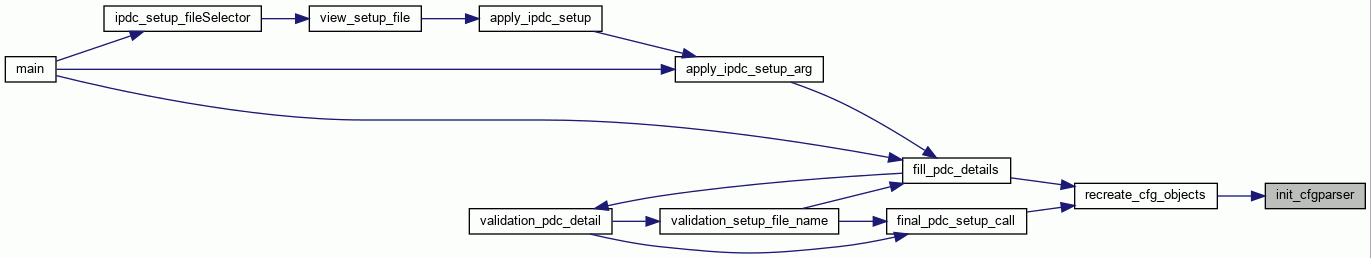 ipdc_setup_fileSelector
view_setup_file
apply_ipdc_setup
main
apply_ipdc_setup_arg
fill_pdc_details
recreate_cfg_objects
init_cfgparser
validation_pdc_detail
validation_setup_file_name
final_pdc_setup_call